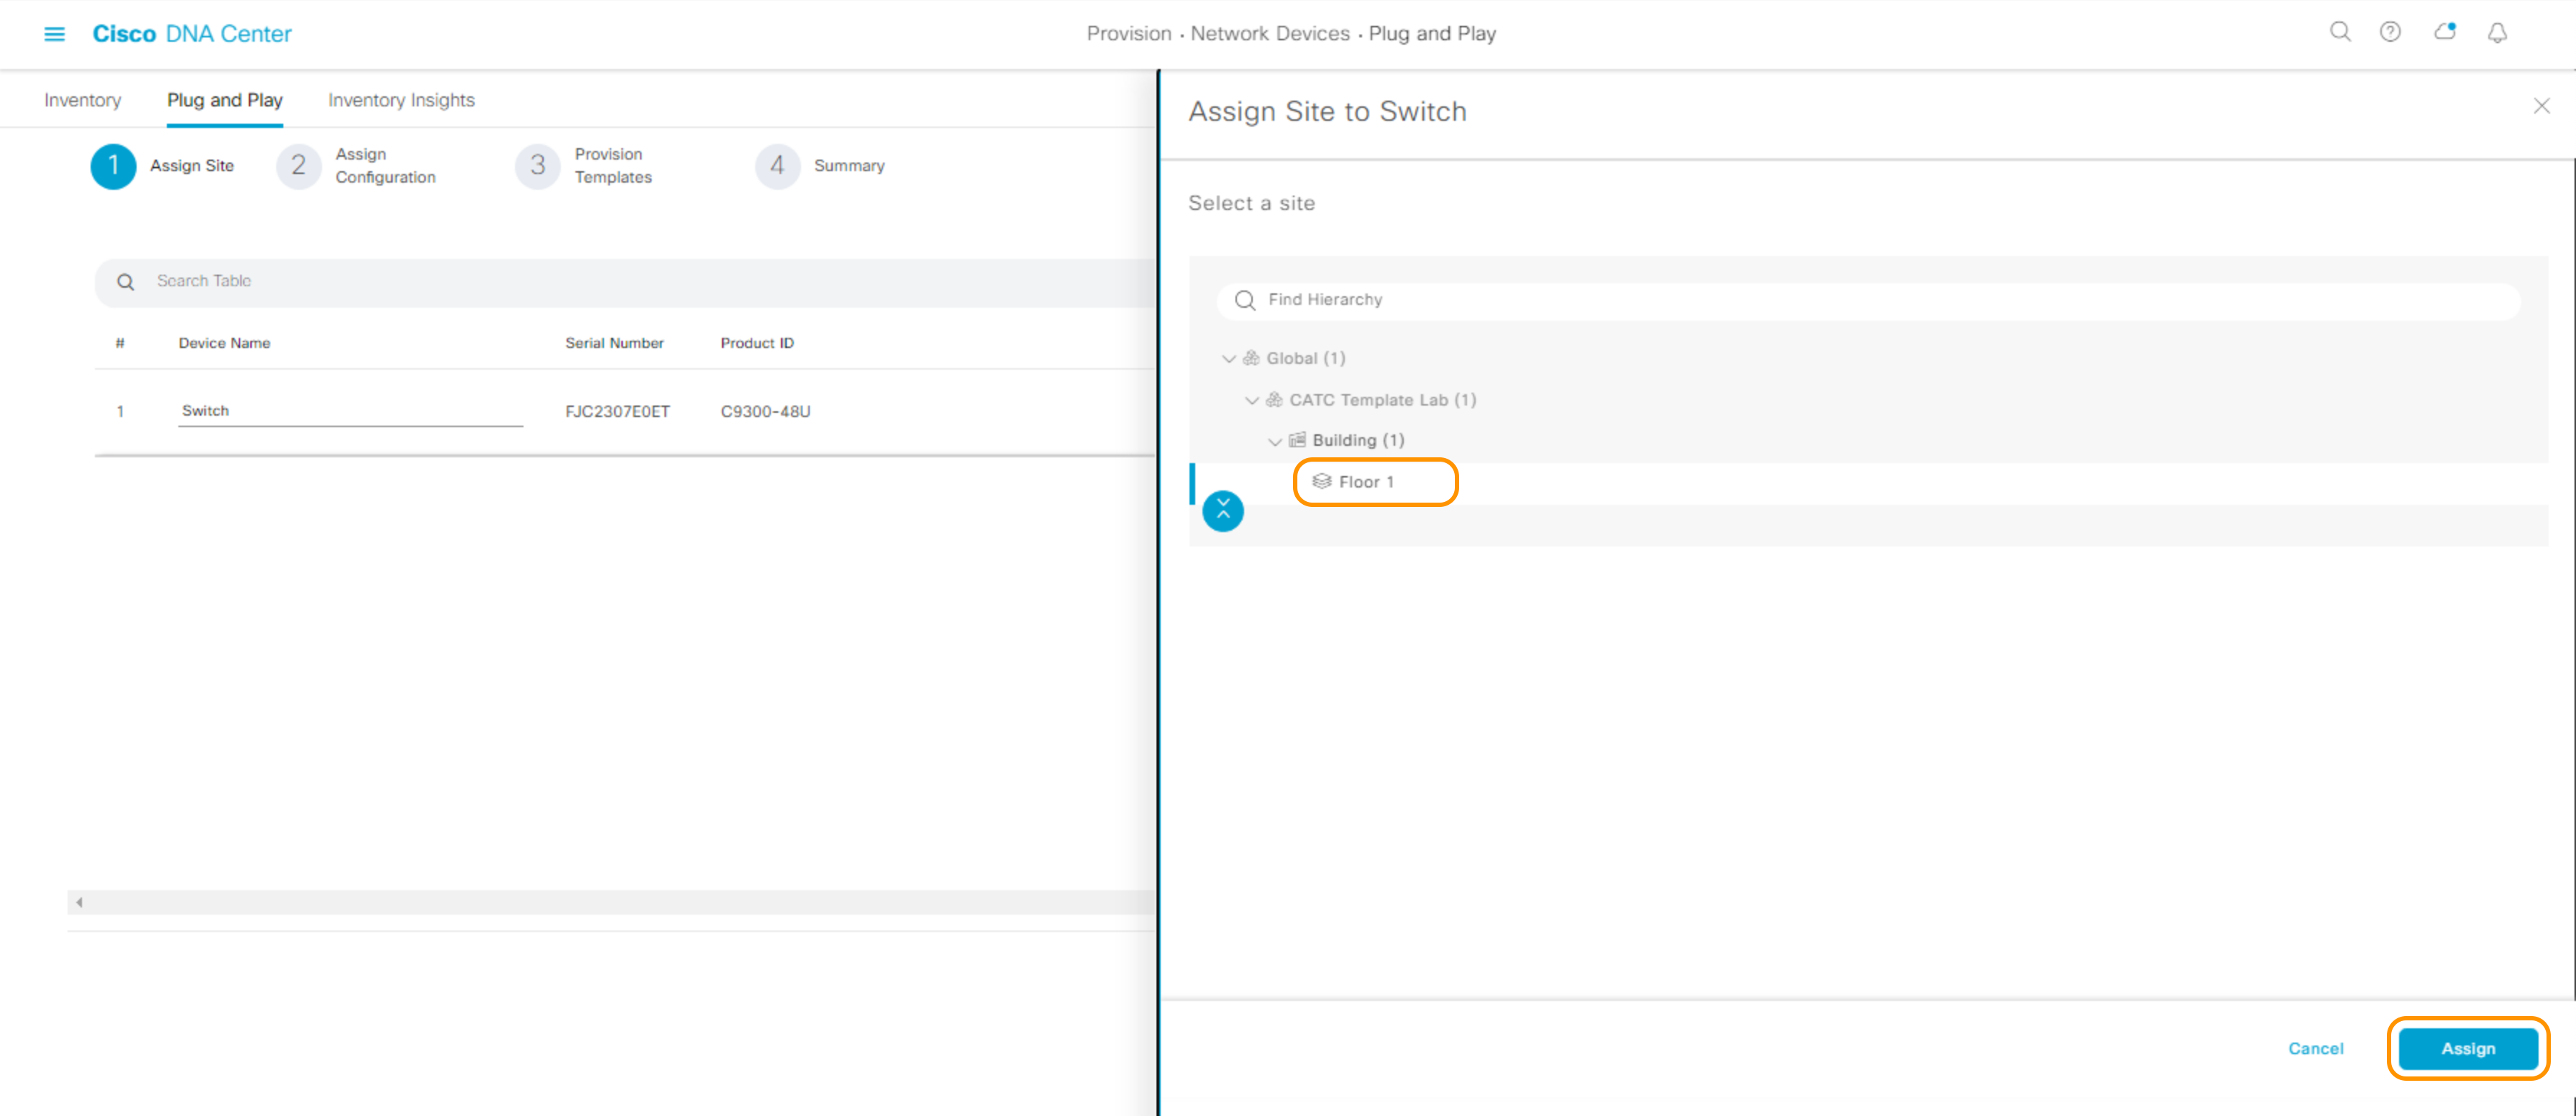 Cisco DNA Center
Provision · Network Devices · Plug and Play
Inventory
Plug and Play
Inventory Insights
1
Assign Site
2
Assign
Configuration
3
Provision
Templates
4
Summary
Search Table
# Device Name Serial Number Product ID
1 Switch FJC2307E0ET C9300-48U
Assign Site to Switch
Select a site
Find Hierarchy
Global (1)
CATC Template Lab (1)
Building (1)
Floor 1
Cancel
Assign